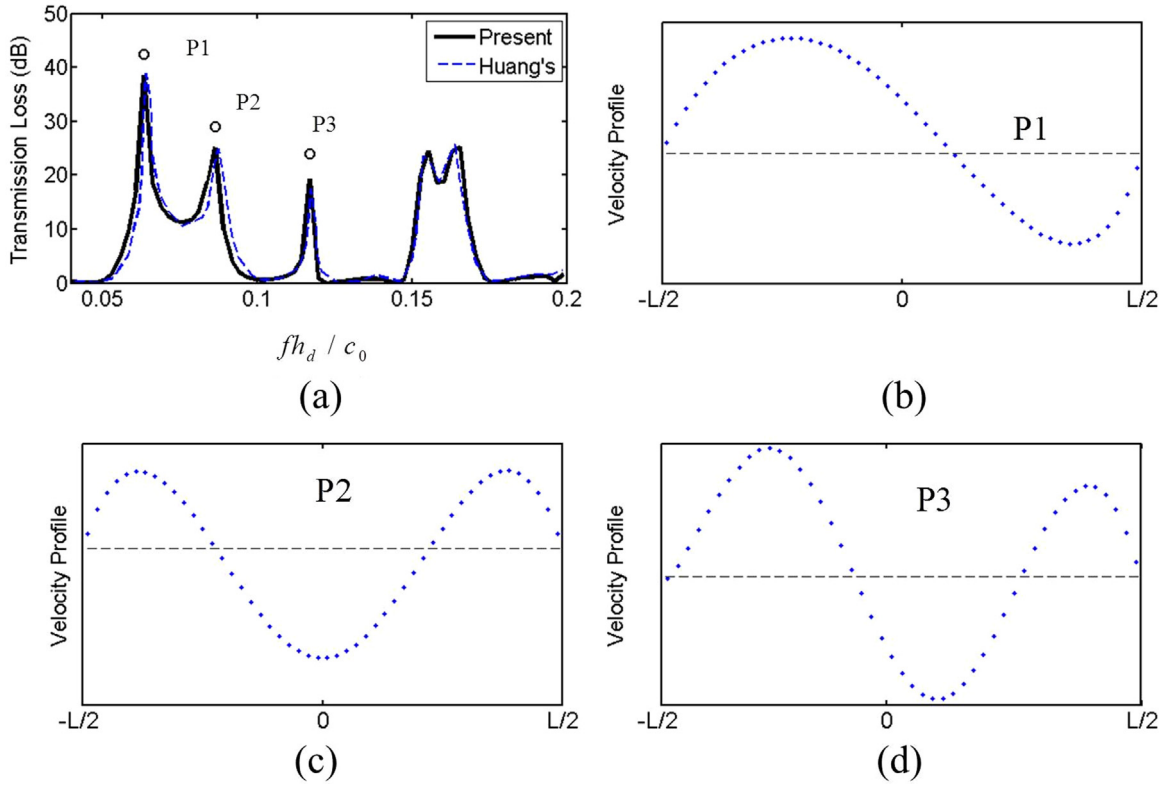 50
40
30
20
10
0
Transmission Loss (dB)
P1
P2
P3
Present
Huang's
0.05
0.1
0.15
0.2
fh_d / c_0
(a)
Velocity Profile
P1
-L/2
0
L/2
(b)
Velocity Profile
P2
-L/2
0
L/2
(c)
Velocity Profile
P3
-L/2
0
L/2
(d)